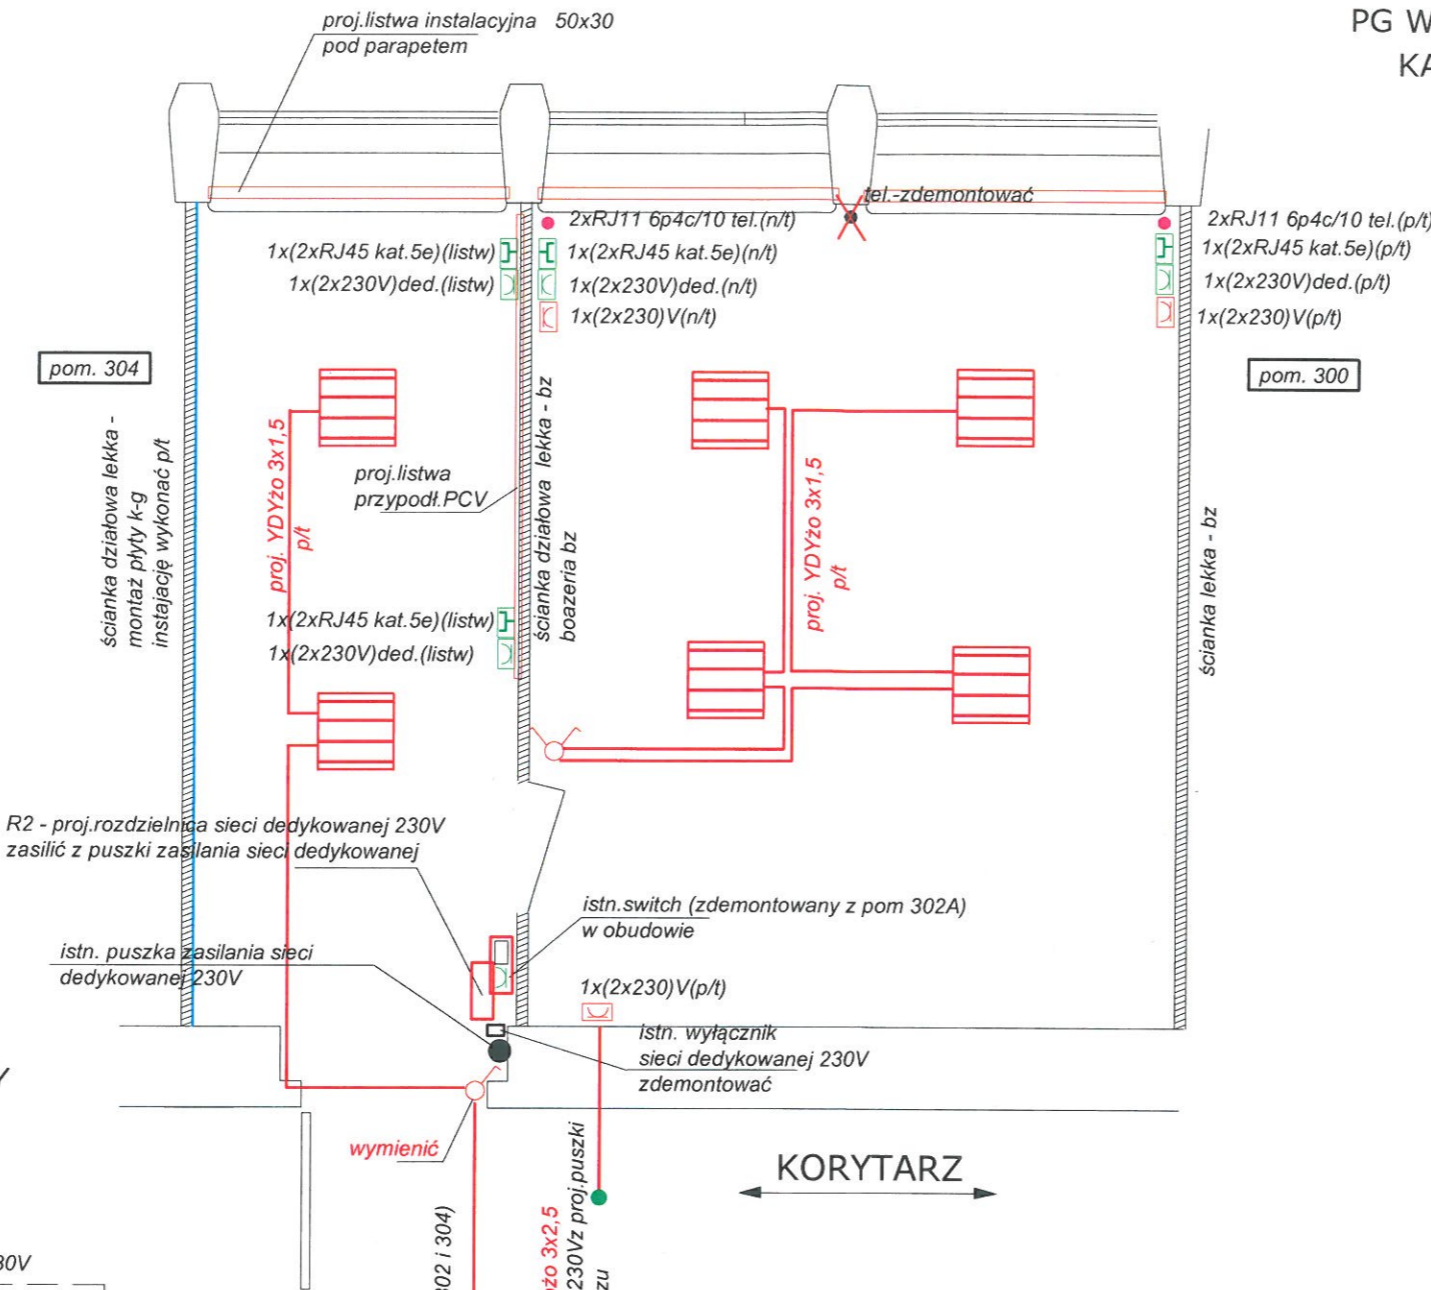 proj.listwa instalacyjna 50x30
pod parapetem
PG W
KA
tel.-zdemontować
2xRJ11 6p4c/10 tel.(n/t)
2xRJ11 6p4c/10 tel.(p/t)
1x(2xRJ45 kat.5e)(listw)
1x(2xRJ45 kat.5e)(n/t)
1x(2xRJ45 kat.5e)(p/t)
1x(2x230V)ded.(listw)
1x(2x230V)ded.(n/t)
1x(2x230V)ded.(p/t)
1x(2x230)V(n/t)
1x(2x230)V(p/t)
pom. 304
pom. 300
ścianka działowa lekka -
montaż płyty k-g
instająję wykonać p/t
proj. YDYżo 3x1,5
p/t
proj.listwa
przypodł.PCV
ścianka działowa lekka - bz
boazeria bz
proj. YDYżo 3x1,5
p/t
ścianka lekka - bz
1x(2xRJ45 kat.5e)(listw)
1x(2x230V)ded.(listw)
R2 - proj.rozdzielnica sieci dedykowanej 230V
zasilić z puszki zasilania sieci dedykowanej
istn.switch (zdemontowany z pom 302A)
w obudowie
istn. puszka zasilania sieci
dedykowanej 230V
1x(2x230)V(p/t)
istn. wyłącznik
sieci dedykowanej 230V
zdemontować
Y
wymienić
KORYTARZ
302 i 304)
żo 3x2,5
230Vz proj.puszki
zu
30V